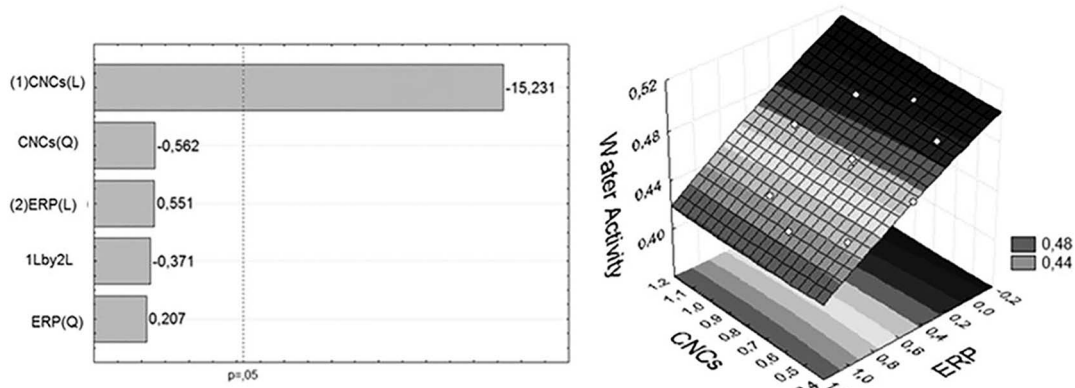 (1)CNCs(L)
-15,231
CNCs(Q)
-0,562
(2)ERP(L)
0,551
1Lby2L
-0,371
ERP(Q)
0,207
p=,05
0,52
0,48
0,44
0,40
Water Activity
1,2
1,1
1,0
0,9
0,8
0,7
0,6
0,5
CNCs
1,0
0,8
0,6
0,4
0,2
0,0
-0,2
ERP
0,48
0,44